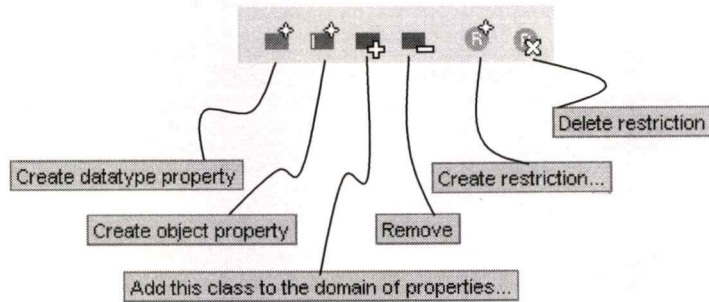 R
R
Delete restriction
Create datatype property
Create restriction...
Create object property
Remove
Add this class to the domain of properties...